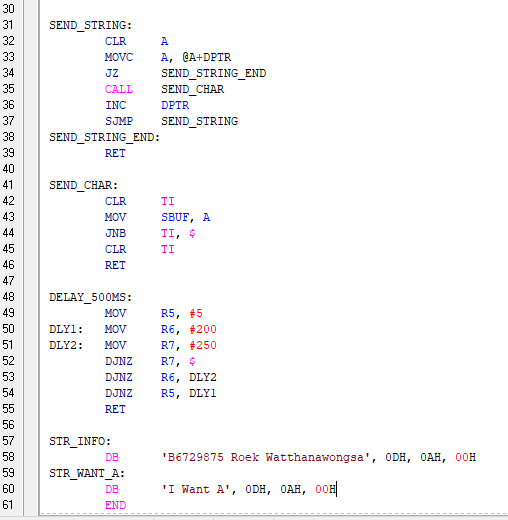 30
31 SEND_STRING:
32 CLR A
33 MOVC A, @A+DPTR
34 JZ SEND_STRING_END
35 CALL SEND_CHAR
36 INC DPTR
37 SJMP SEND_STRING
38 SEND_STRING_END:
39 RET
40
41 SEND_CHAR:
42 CLR TI
43 MOV SBUF, A
44 JNB TI, $
45 CLR TI
46 RET
47
48 DELAY_500MS:
49 MOV R5, #5
50 DLY1: MOV R6, #200
51 DLY2: MOV R7, #250
52 DJNZ R7, $
53 DJNZ R6, DLY2
54 DJNZ R5, DLY1
55 RET
56
57 STR_INFO:
58 DB 'B6729875 Roek Watthanawongsa', 0DH, 0AH, 00H
59 STR_WANT_A:
60 DB 'I Want A', 0DH, 0AH, 00H
61 END